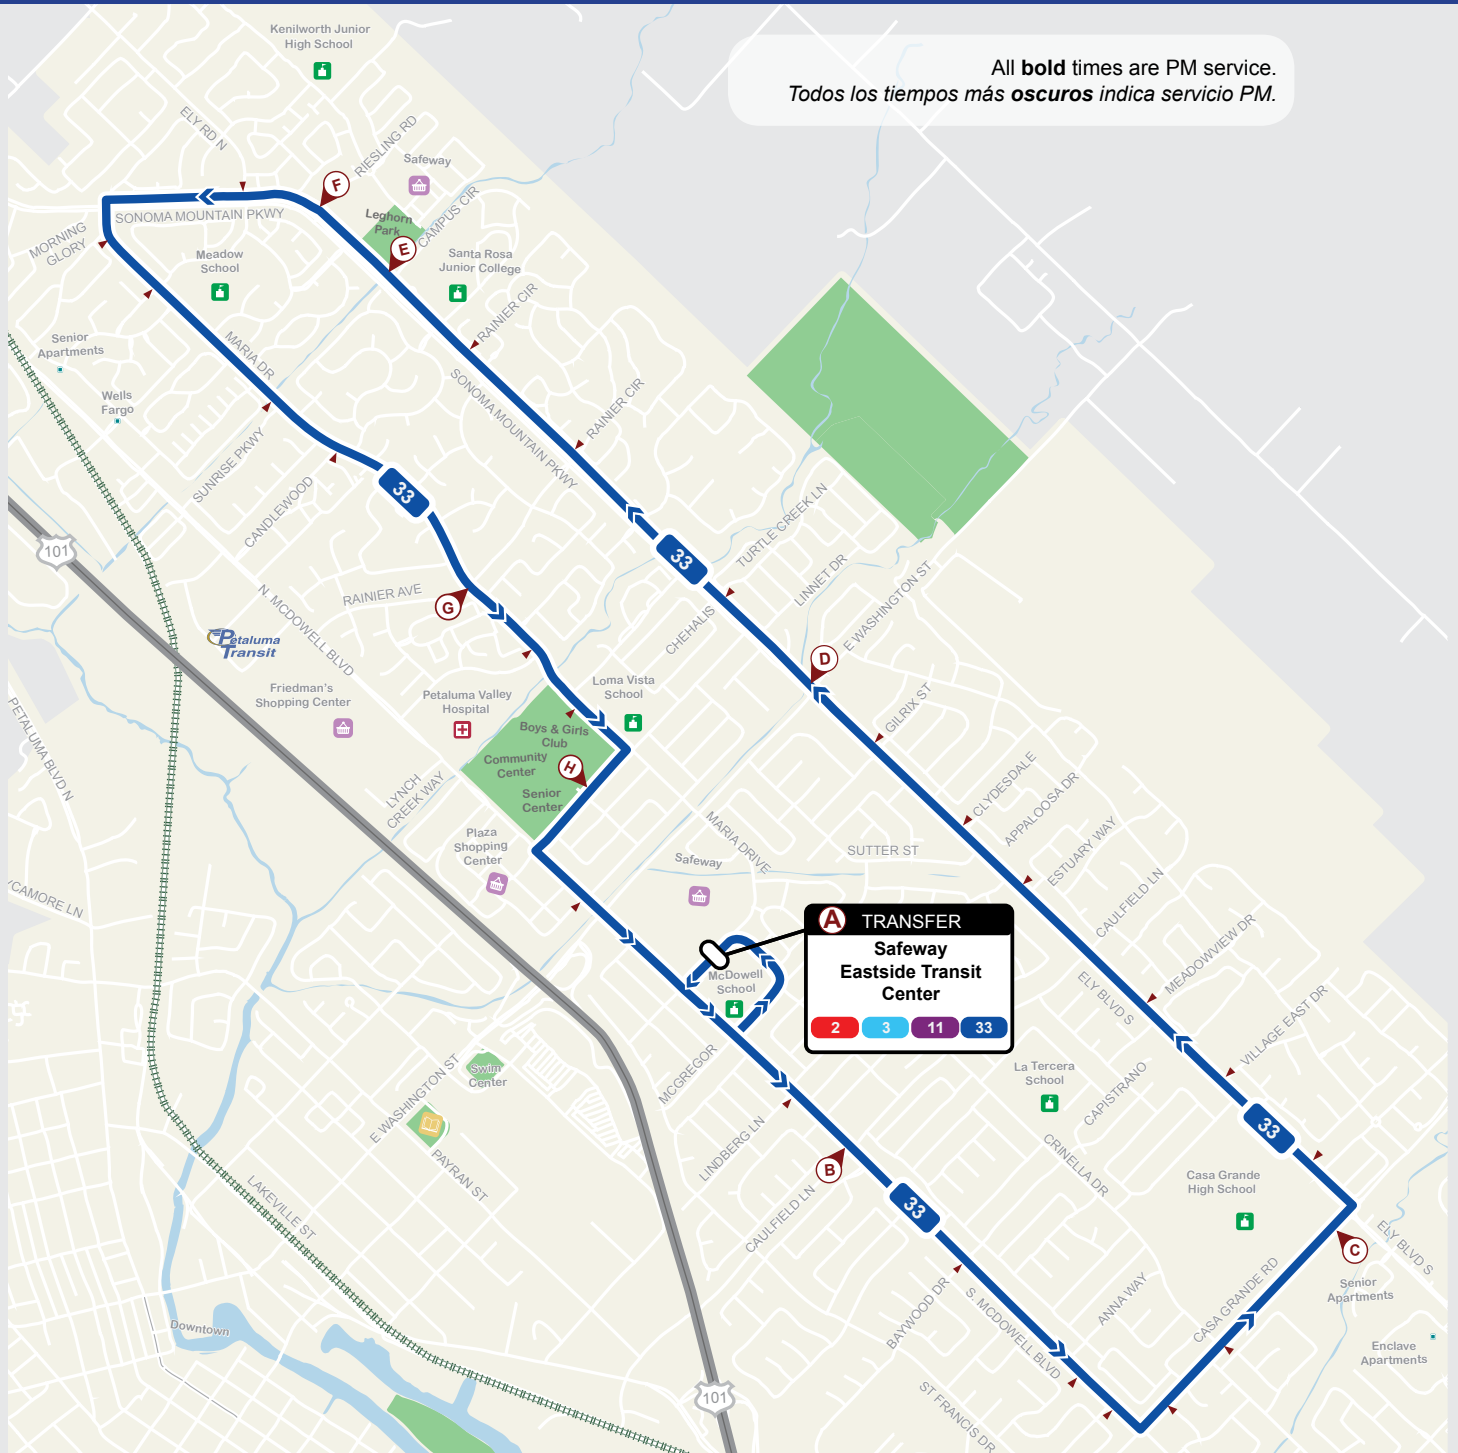 Kenilworth Junior
High School
All bold times are PM service.
Todos los tiempos más oscuros indica servicio PM.
ELY RD N
RIESLING RD
Safeway
F
SONOMA MOUNTAIN PKWY
Leghorn
Park
CAMPUS CIR
E
MORNING
GLORY
Meadow
School
Santa Rosa
Junior College
RAINIER CIR
Senior
Apartments
MARIA DR
SONOMA MOUNTAIN PKWY
RAINIER CIR
Wells
Fargo
SUNRISE PKWY
CANDLEWOOD
33
101
33
TURTLE CREEK LN
LINNET DR
E WASHINGTON ST
RAINIER AVE
G
N. MCDOWELL BLVD
CHEHALIS
Petaluma
Transit
D
Friedman's
Shopping Center
Petaluma Valley
Hospital
Loma Vista
School
GILRIX ST
PETALUMA BLVD N
Boys & Girls
Club
Community
Center
H
Senior
Center
LYNCH
CREEK WAY
CLYDESDALE
APPALOOSA DR
Plaza
Shopping
Center
MARIA DRIVE
SUTTER ST
ESTUARY WAY
Safeway
CAULFIELD LN
YCAMORE LN
A TRANSFER
Safeway
Eastside Transit
Center
2 3 11 33
MEADOWVIEW DR
McDowell
School
ELY BLVD S
VILLAGE EAST DR
Swim
Center
E WASHINGTON ST
MCGREGOR
La Tercera
School
CAPISTRANO
PAYRAN ST
LINDBERG LN
33
CRINELLA DR
B
Casa Grande
High School
LAKEVILLE ST
CAULFIELD LN
33
ELY BLVD S
C
Senior
Apartments
BAYWOOD DR
S. MCDOWELL BLVD
ANNA WAY
CASA GRANDE RD
Downtown
Enclave
Apartments
101
ST FRANCIS DR